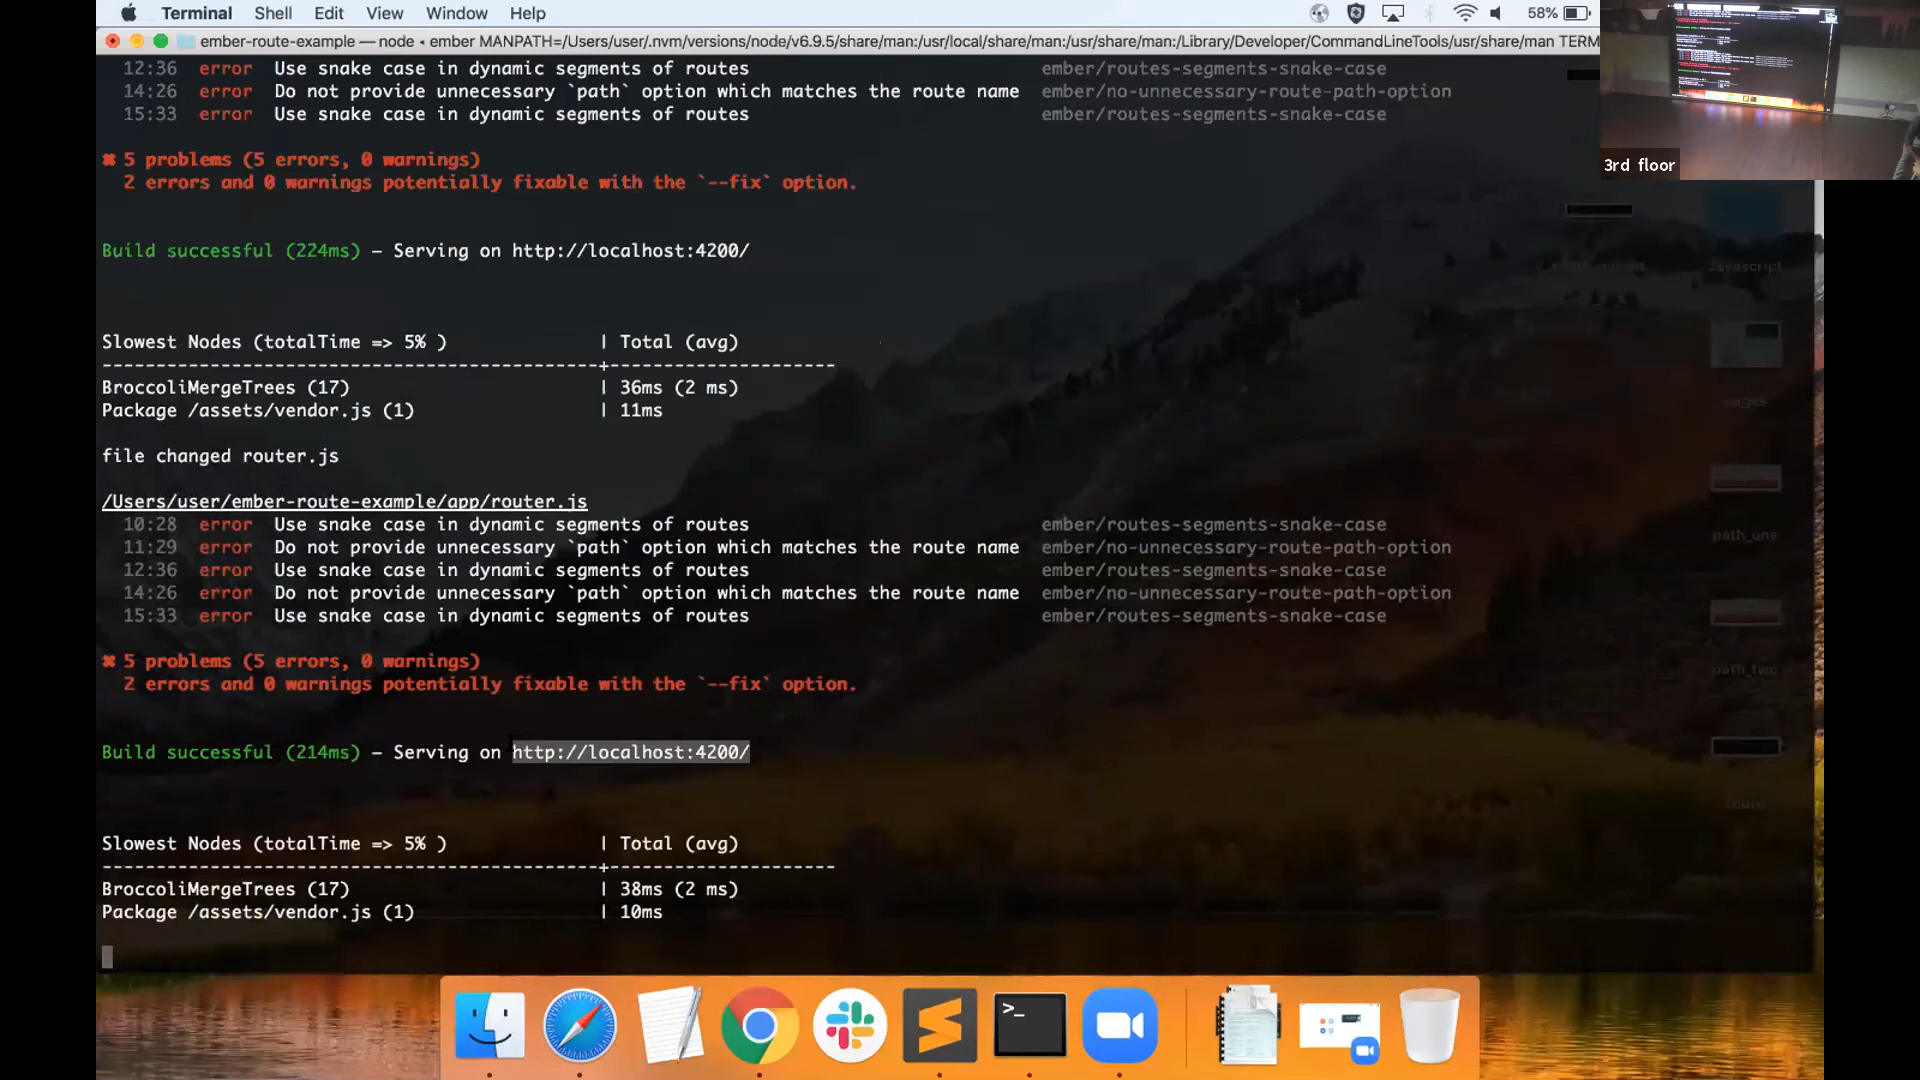 Terminal Shell Edit View Window Help 58%
ember-route-example — node ◂ ember MANPATH=/Users/user/.nvm/versions/node/v6.9.5/share/man:/usr/local/share/man:/usr/share/man:/Library/Developer/CommandLineTools/usr/share/man TERM
12:36 error Use snake case in dynamic segments of routes ember/routes-segments-snake-case
14:26 error Do not provide unnecessary `path` option which matches the route name ember/no-unnecessary-route-path-option
15:33 error Use snake case in dynamic segments of routes ember/routes-segments-snake-case
✖ 5 problems (5 errors, 0 warnings)
2 errors and 0 warnings potentially fixable with the `--fix` option.
Build successful (224ms) – Serving on http://localhost:4200/
Slowest Nodes (totalTime => 5% ) | Total (avg)
----------------------------------------------+---------------------
BroccoliMergeTrees (17) | 36ms (2 ms)
Package /assets/vendor.js (1) | 11ms
file changed router.js
/Users/user/ember-route-example/app/router.js
10:28 error Use snake case in dynamic segments of routes ember/routes-segments-snake-case
11:29 error Do not provide unnecessary `path` option which matches the route name ember/no-unnecessary-route-path-option
12:36 error Use snake case in dynamic segments of routes ember/routes-segments-snake-case
14:26 error Do not provide unnecessary `path` option which matches the route name ember/no-unnecessary-route-path-option
15:33 error Use snake case in dynamic segments of routes ember/routes-segments-snake-case
✖ 5 problems (5 errors, 0 warnings)
2 errors and 0 warnings potentially fixable with the `--fix` option.
Build successful (214ms) – Serving on http://localhost:4200/
Slowest Nodes (totalTime => 5% ) | Total (avg)
----------------------------------------------+---------------------
BroccoliMergeTrees (17) | 38ms (2 ms)
Package /assets/vendor.js (1) | 10ms
3rd floor
Javascript
pages
path_one
path_two